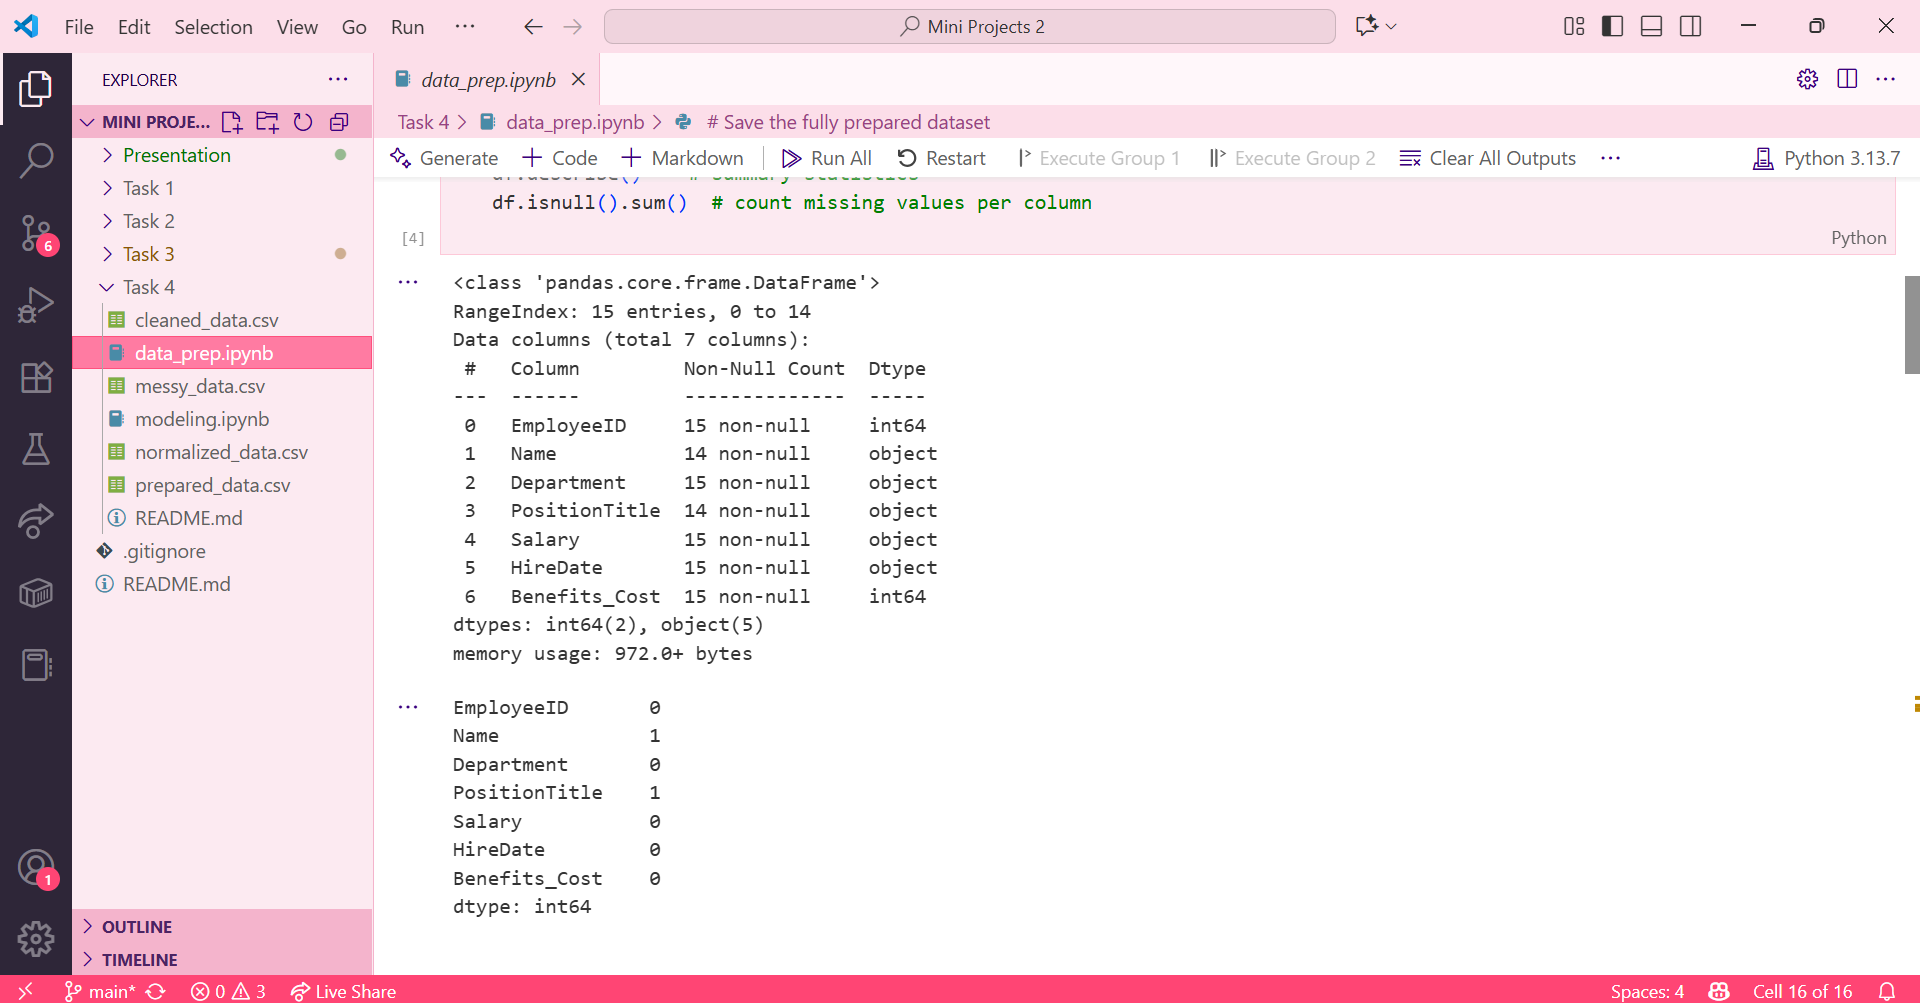 File Edit Selection View Go Run ··· Mini Projects 2
EXPLORER ···
MINI PROJE...
Presentation
Task 1
Task 2
Task 3
Task 4
cleaned_data.csv
data_prep.ipynb
messy_data.csv
modeling.ipynb
normalized_data.csv
prepared_data.csv
README.md
.gitignore
README.md
OUTLINE
TIMELINE
6
1
data_prep.ipynb
Task 4 > data_prep.ipynb > # Save the fully prepared dataset
Generate + Code + Markdown Run All Restart Execute Group 1 Execute Group 2 Clear All Outputs ··· Python 3.13.7
df.describe() # Summary statistics
df.isnull().sum() # count missing values per column
[4] Python
<class 'pandas.core.frame.DataFrame'>
RangeIndex: 15 entries, 0 to 14
Data columns (total 7 columns):
# Column Non-Null Count Dtype
--- ------ -------------- -----
0 EmployeeID 15 non-null int64
1 Name 14 non-null object
2 Department 15 non-null object
3 PositionTitle 14 non-null object
4 Salary 15 non-null object
5 HireDate 15 non-null object
6 Benefits_Cost 15 non-null int64
dtypes: int64(2), object(5)
memory usage: 972.0+ bytes
EmployeeID 0
Name 1
Department 0
PositionTitle 1
Salary 0
HireDate 0
Benefits_Cost 0
dtype: int64
main* 0 3 Live Share Spaces: 4 Cell 16 of 16